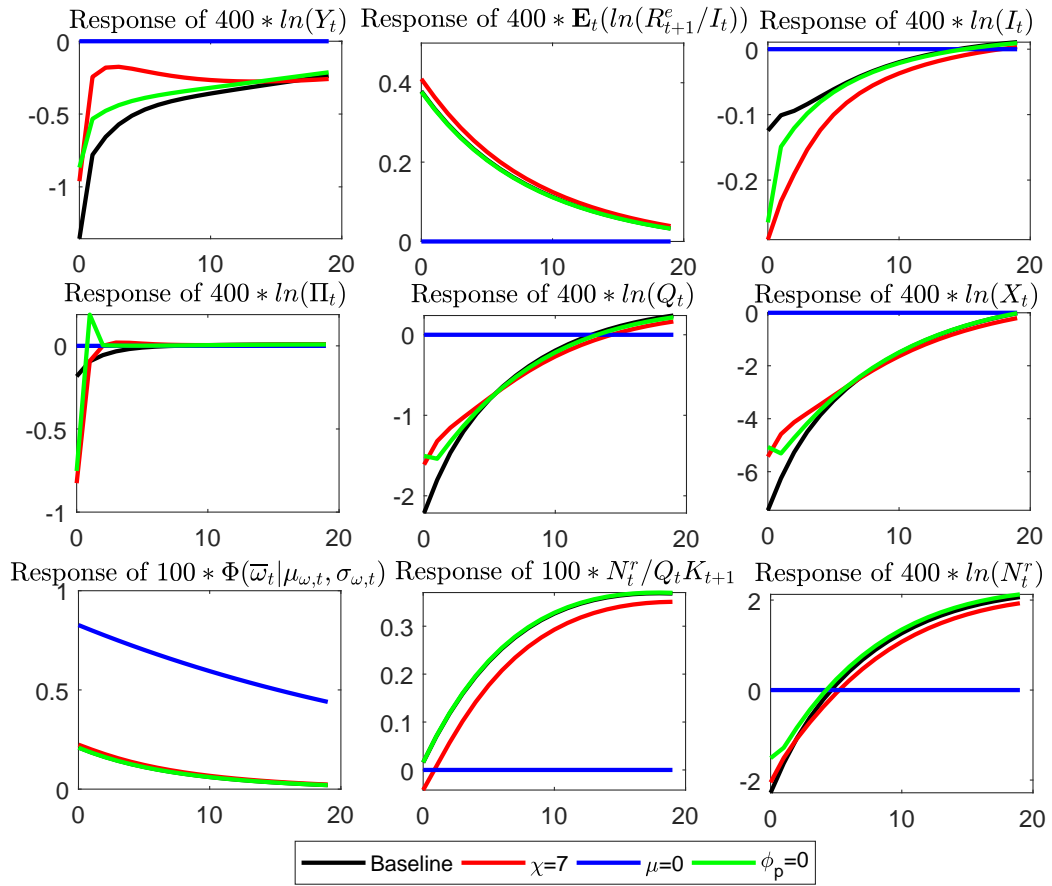 Response of 400 * ln(Y_t) Response of 400 * E_t(ln(R^e_{t+1}/I_t)) Response of 400 * ln(I_t)
0 0.4 0
-0.5 0.2 -0.1
-1 0 -0.2
0 10 20 0 10 20 0 10 20
Response of 400 * ln(Π_t) Response of 400 * ln(Q_t) Response of 400 * ln(X_t)
0 0 0
-0.5 -1 -2
-1 -2 -4
-6
0 10 20 0 10 20 0 10 20
Response of 100 * Φ(ω̅_t|μ_{ω,t}, σ_{ω,t}) Response of 100 * N^r_t/Q_tK_{t+1} Response of 400 * ln(N^r_t)
1 0.3 2
0.5 0.2 0
0 0.1 -2
0
0 10 20 0 10 20 0 10 20
Baseline χ=7 μ=0 ϕ_p=0